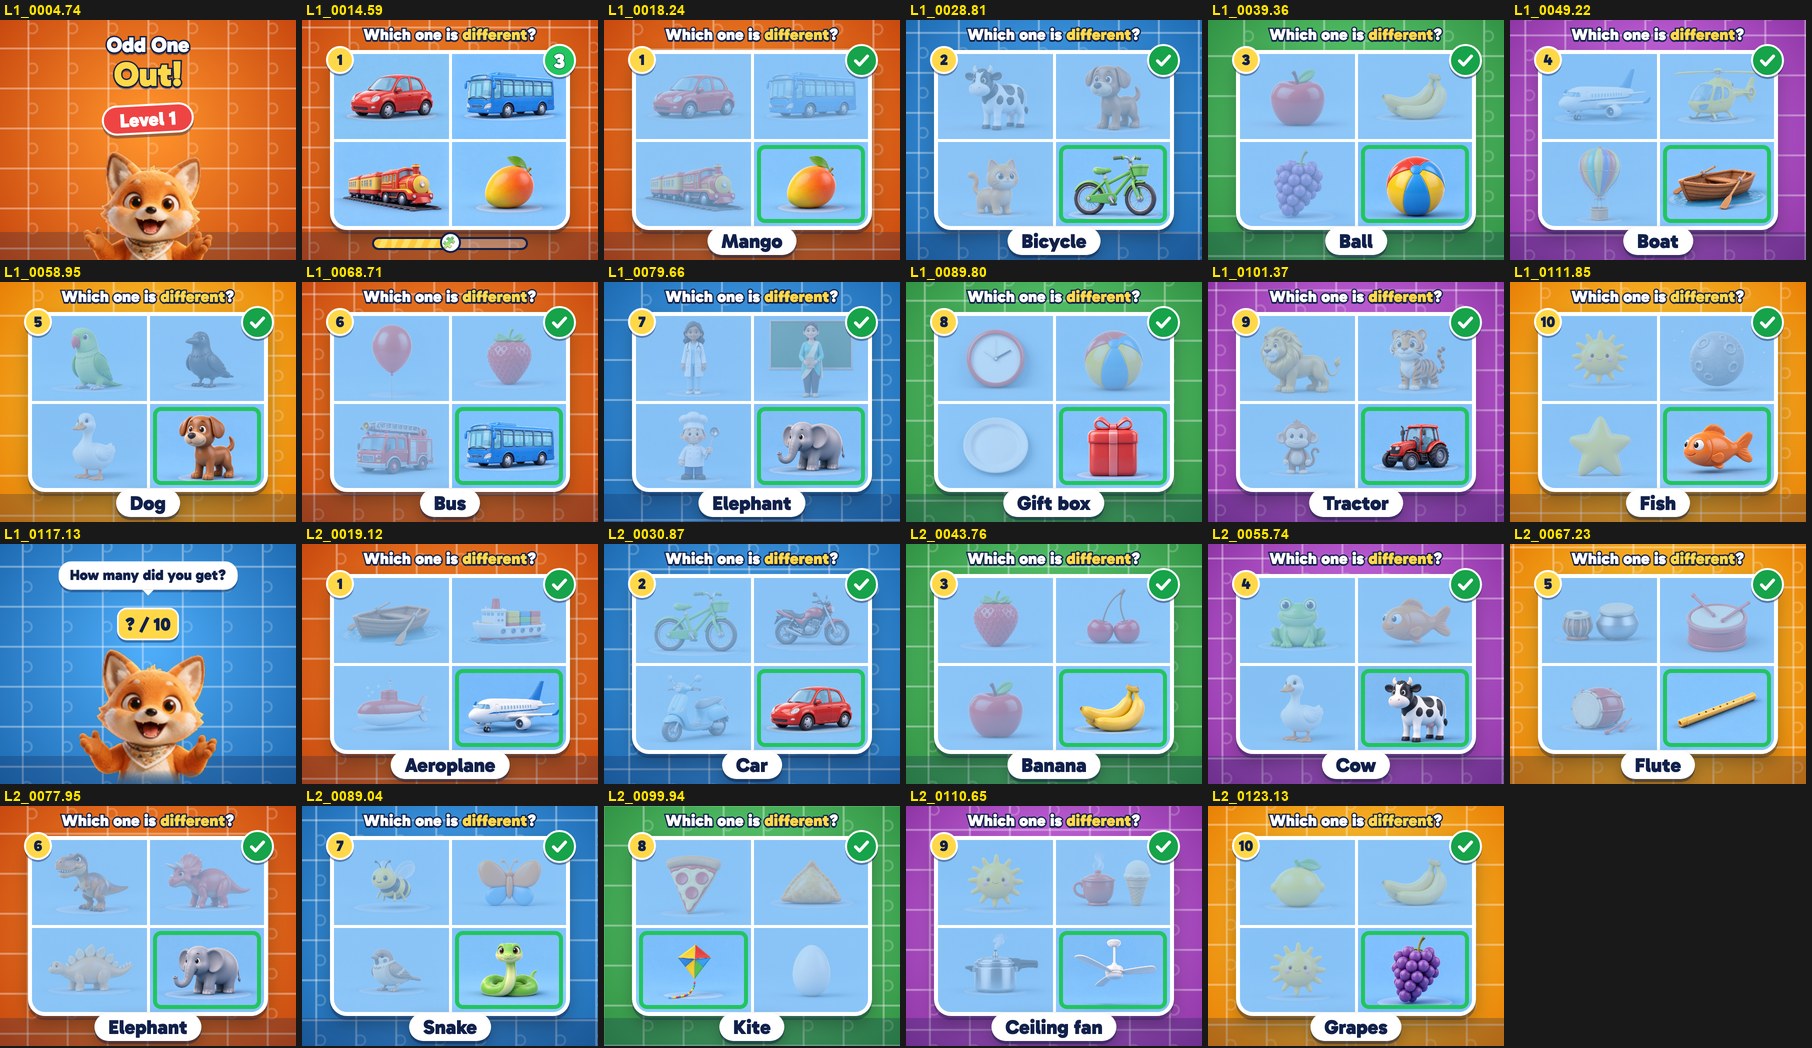 L1_0004.74
Odd One
Out!
Level 1
L1_0014.59
Which one is different?
1
3
L1_0018.24
Which one is different?
1
Mango
L1_0028.81
Which one is different?
2
Bicycle
L1_0039.36
Which one is different?
3
Ball
L1_0049.22
Which one is different?
4
Boat
L1_0058.95
Which one is different?
5
Dog
L1_0068.71
Which one is different?
6
Bus
L1_0079.66
Which one is different?
7
Elephant
L1_0089.80
Which one is different?
8
Gift box
L1_0101.37
Which one is different?
9
Tractor
L1_0111.85
Which one is different?
10
Fish
L1_0117.13
How many did you get?
? / 10
L2_0019.12
Which one is different?
1
Aeroplane
L2_0030.87
Which one is different?
2
Car
L2_0043.76
Which one is different?
3
Banana
L2_0055.74
Which one is different?
4
Cow
L2_0067.23
Which one is different?
5
Flute
L2_0077.95
Which one is different?
6
Elephant
L2_0089.04
Which one is different?
7
Snake
L2_0099.94
Which one is different?
8
Kite
L2_0110.65
Which one is different?
9
Ceiling fan
L2_0123.13
Which one is different?
10
Grapes